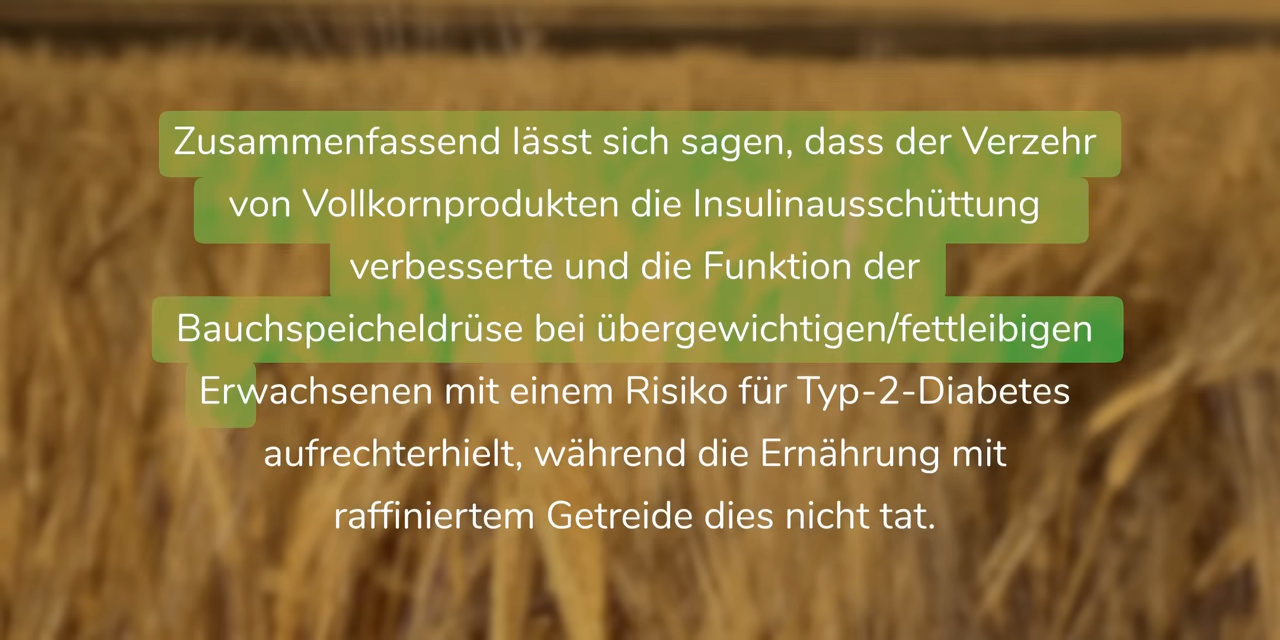 Zusammenfassend lässt sich sagen, dass der Verzehr
von Vollkornprodukten die Insulinausschüttung
verbesserte und die Funktion der
Bauchspeicheldrüse bei übergewichtigen/fettleibigen
Erwachsenen mit einem Risiko für Typ-2-Diabetes
aufrechterhielt, während die Ernährung mit
raffiniertem Getreide dies nicht tat.